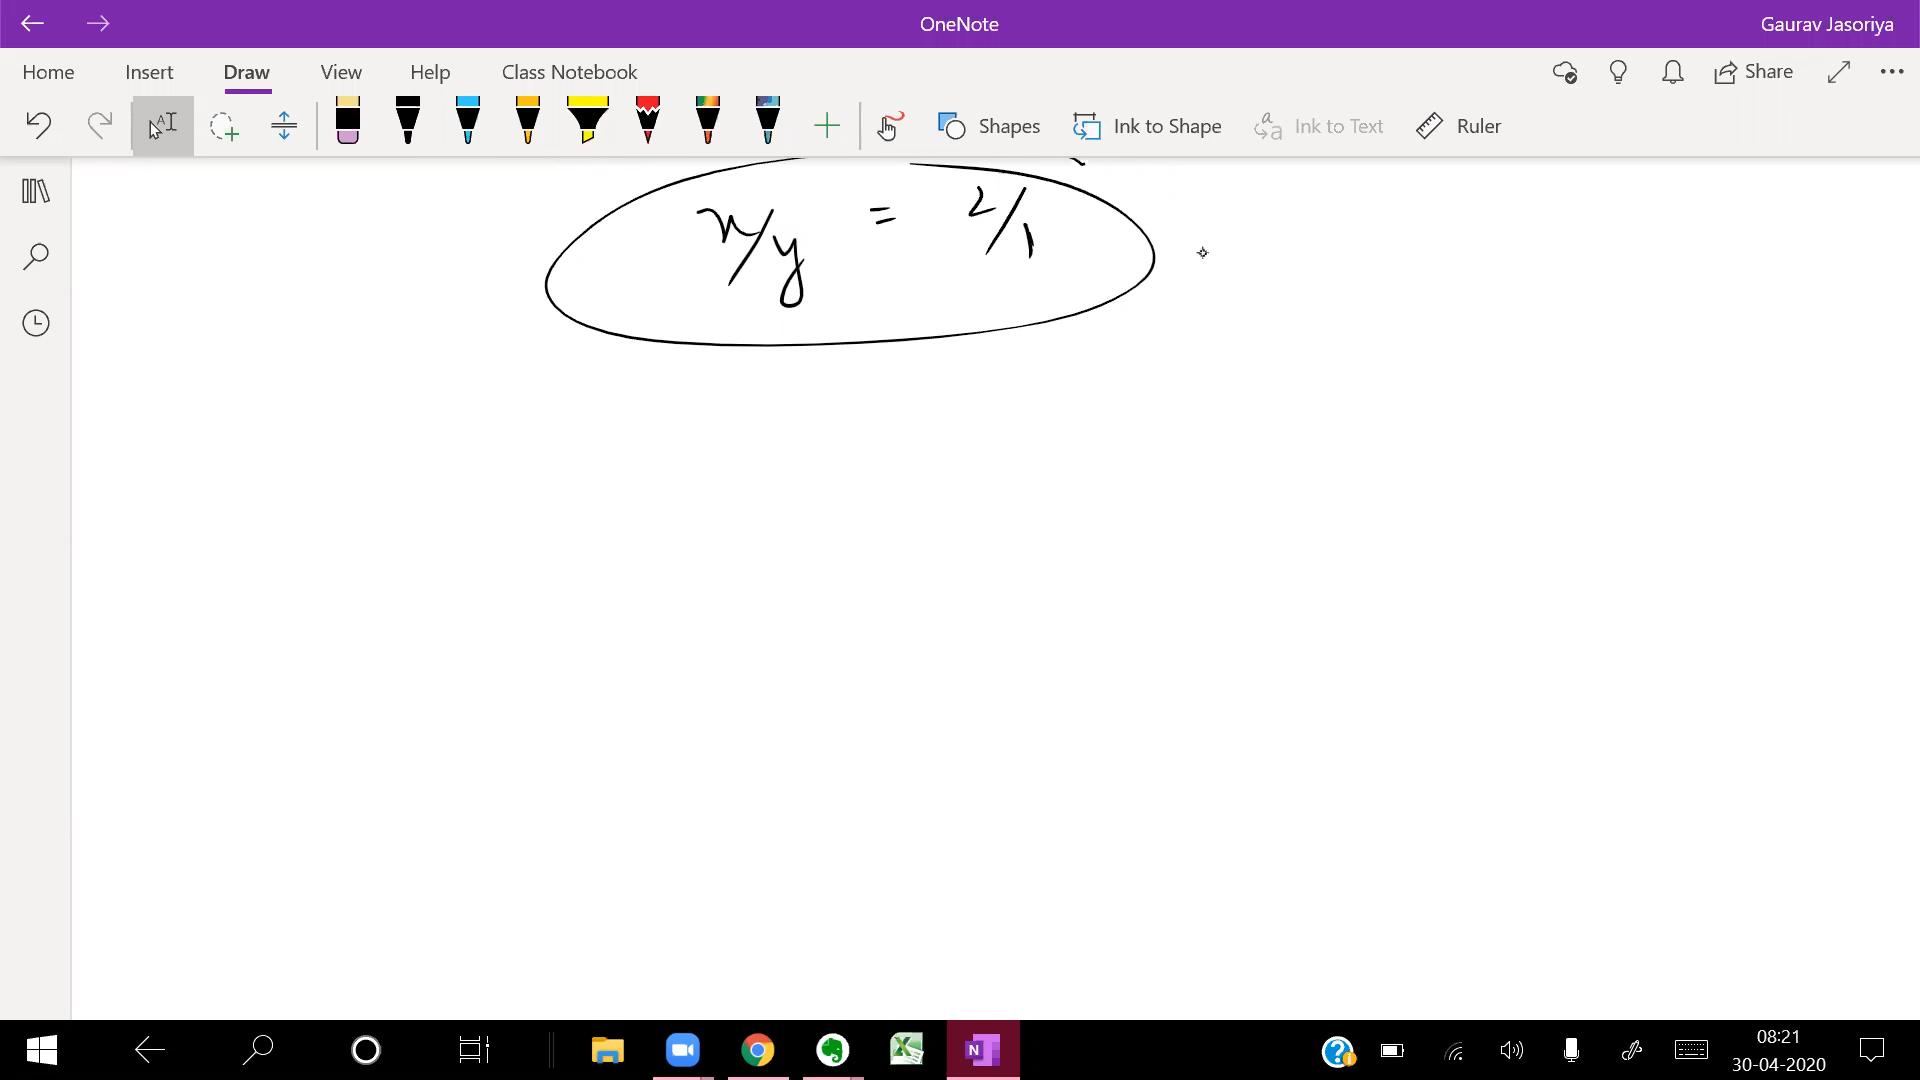 OneNote
Gaurav Jasoriya
Home Insert Draw View Help Class Notebook Share
Shapes Ink to Shape Ink to Text Ruler
x/y = 2/1
08:21
30-04-2020